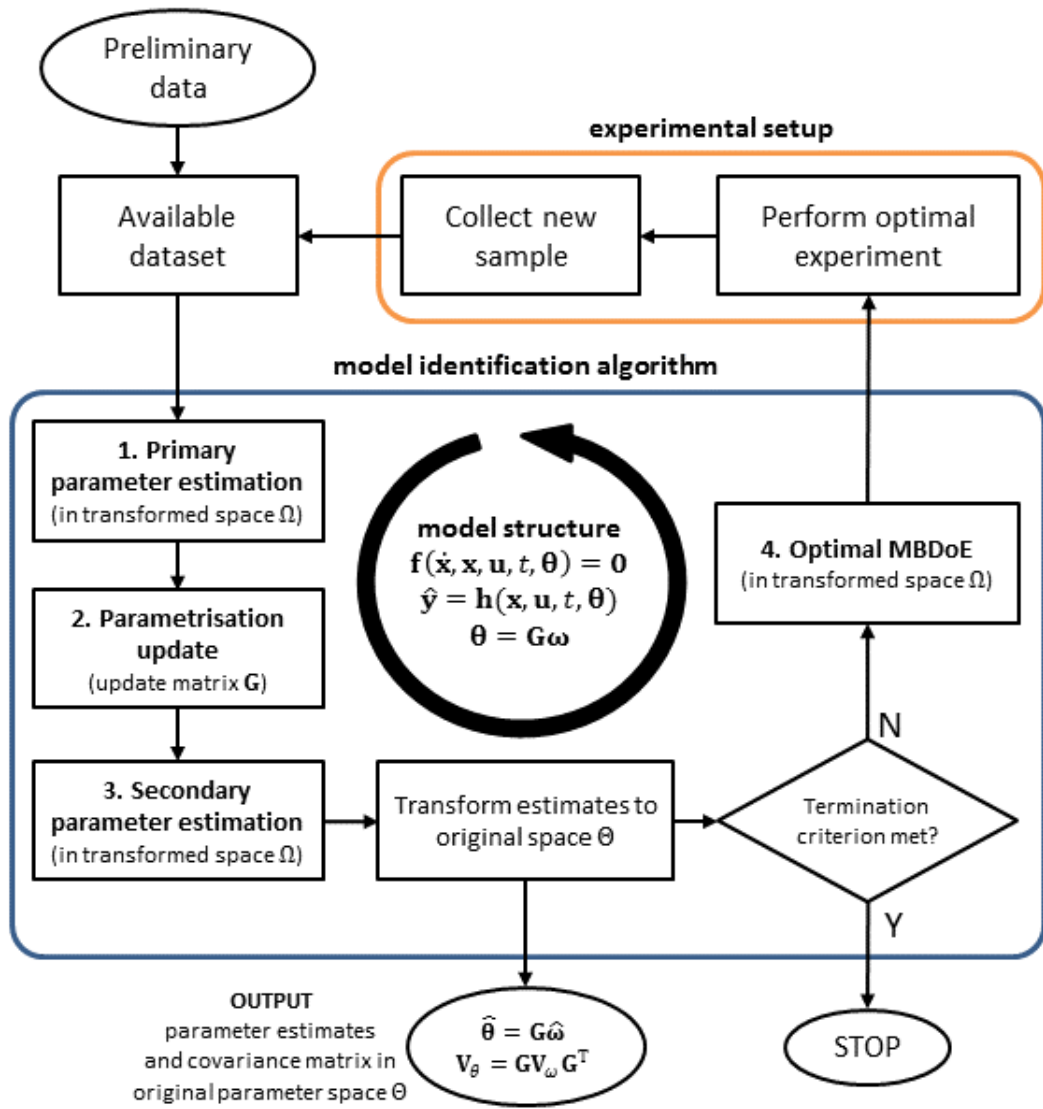 Preliminary
data
experimental setup
Available
dataset
Collect new
sample
Perform optimal
experiment
model identification algorithm
1. Primary
parameter estimation
(in transformed space Ω)
2. Parametrisation
update
(update matrix G)
3. Secondary
parameter estimation
(in transformed space Ω)
model structure
f(ẋ, x, u, t, θ) = 0
ŷ = h(x, u, t, θ)
θ = Gω
Transform estimates to
original space Θ
4. Optimal MBDoE
(in transformed space Ω)
N
Termination
criterion met?
Y
OUTPUT
parameter estimates
and covariance matrix in
original parameter space Θ
θ̂ = Gω̂
V_θ = GV_ω G^T
STOP